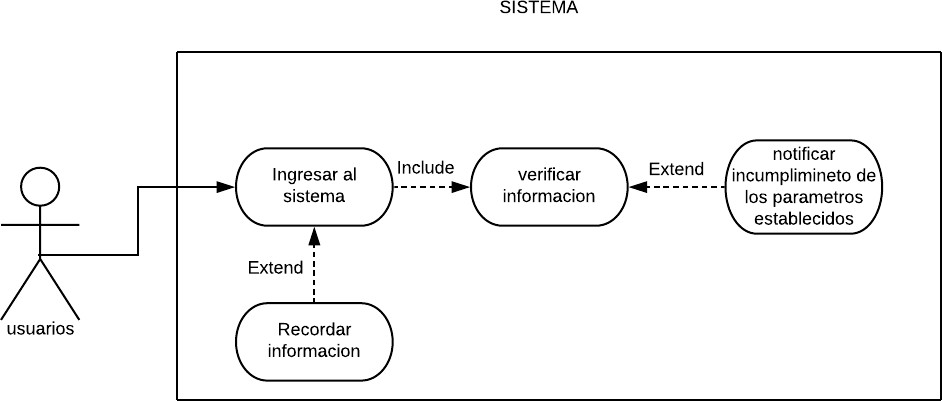 SISTEMA
Ingresar al
sistema
Include
verificar
informacion
Extend
notificar
incumplimineto de
los parametros
establecidos
usuarios
Extend
Recordar
informacion